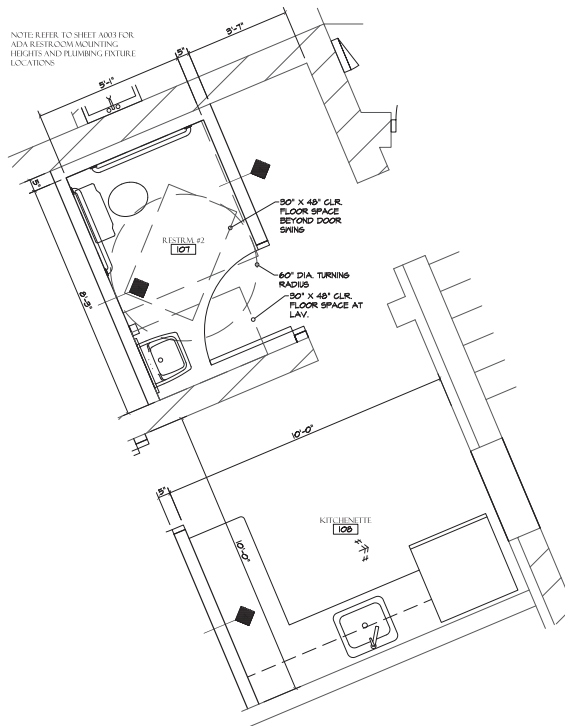 NOTE: REFER TO SHEET A003 FOR
ADA RESTROOM MOUNTING
HEIGHTS AND PLUMBING FIXTURE
LOCATIONS
3'-7"
5"
5'-1"
5"
30" X 48" CLR.
FLOOR SPACE
BEYOND DOOR
SWING
RESTRM. #2
107
60" DIA. TURNING
RADIUS
30" X 48" CLR.
FLOOR SPACE AT
LAV.
8'-3"
10'-0"
5"
KITCHENETTE
108
10'-0"